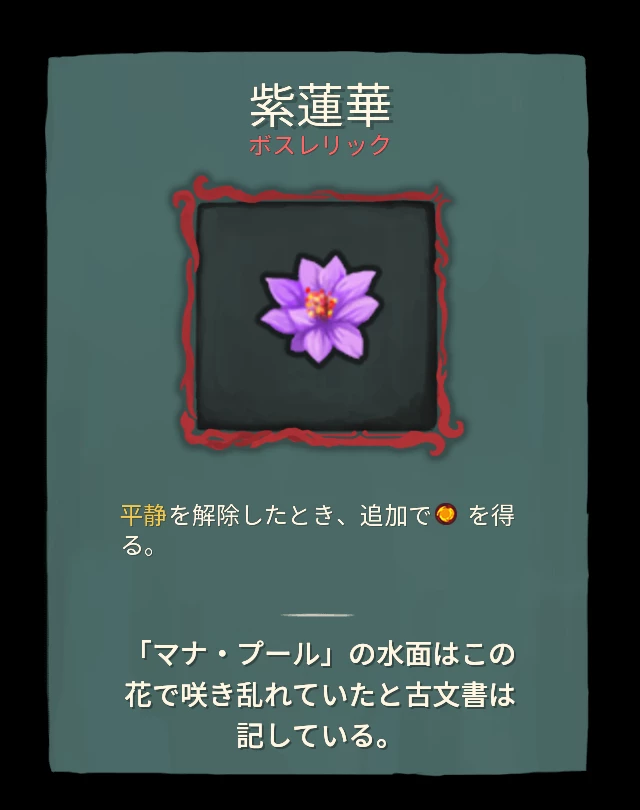 紫蓮華
ボスレリック
平静を解除したとき、追加で を得
る。
「マナ・プール」の水面はこの
花で咲き乱れていたと古文書は
記している。